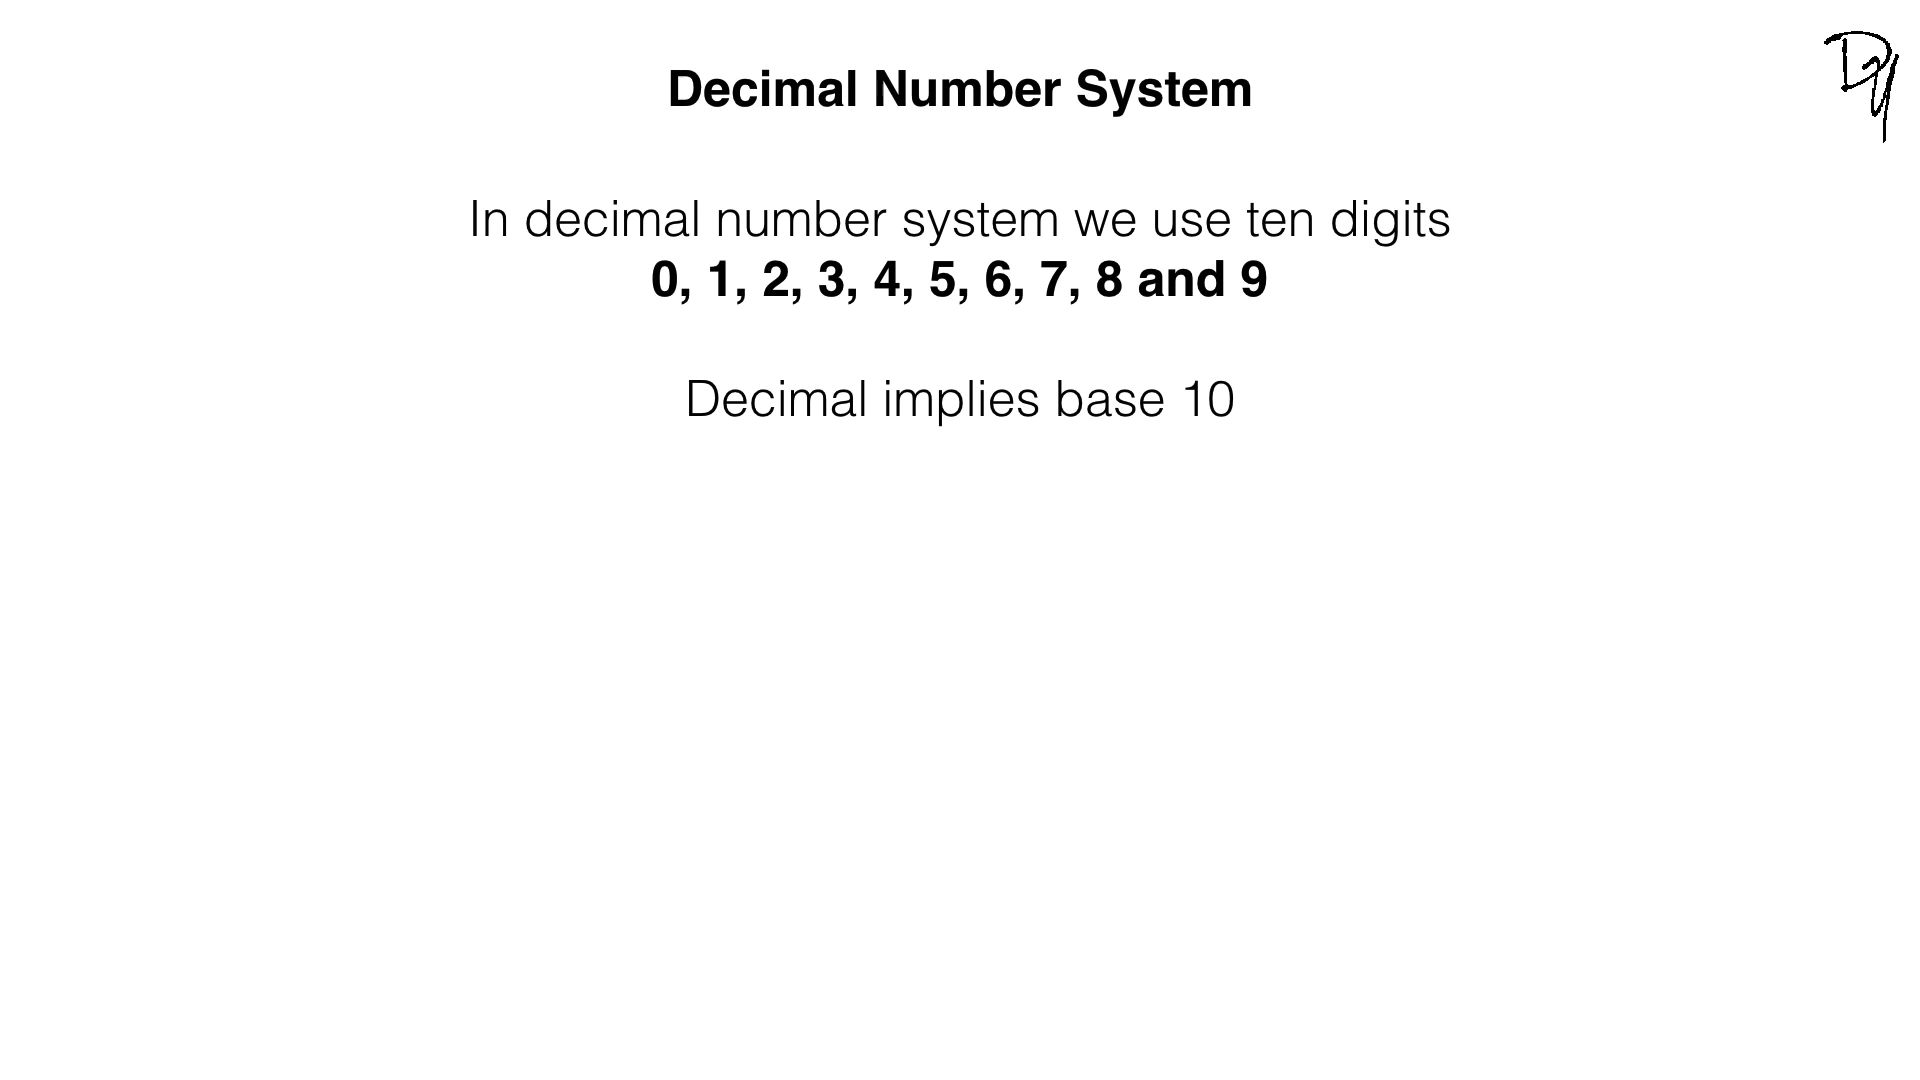 Decimal Number System
In decimal number system we use ten digits
0, 1, 2, 3, 4, 5, 6, 7, 8 and 9
Decimal implies base 10